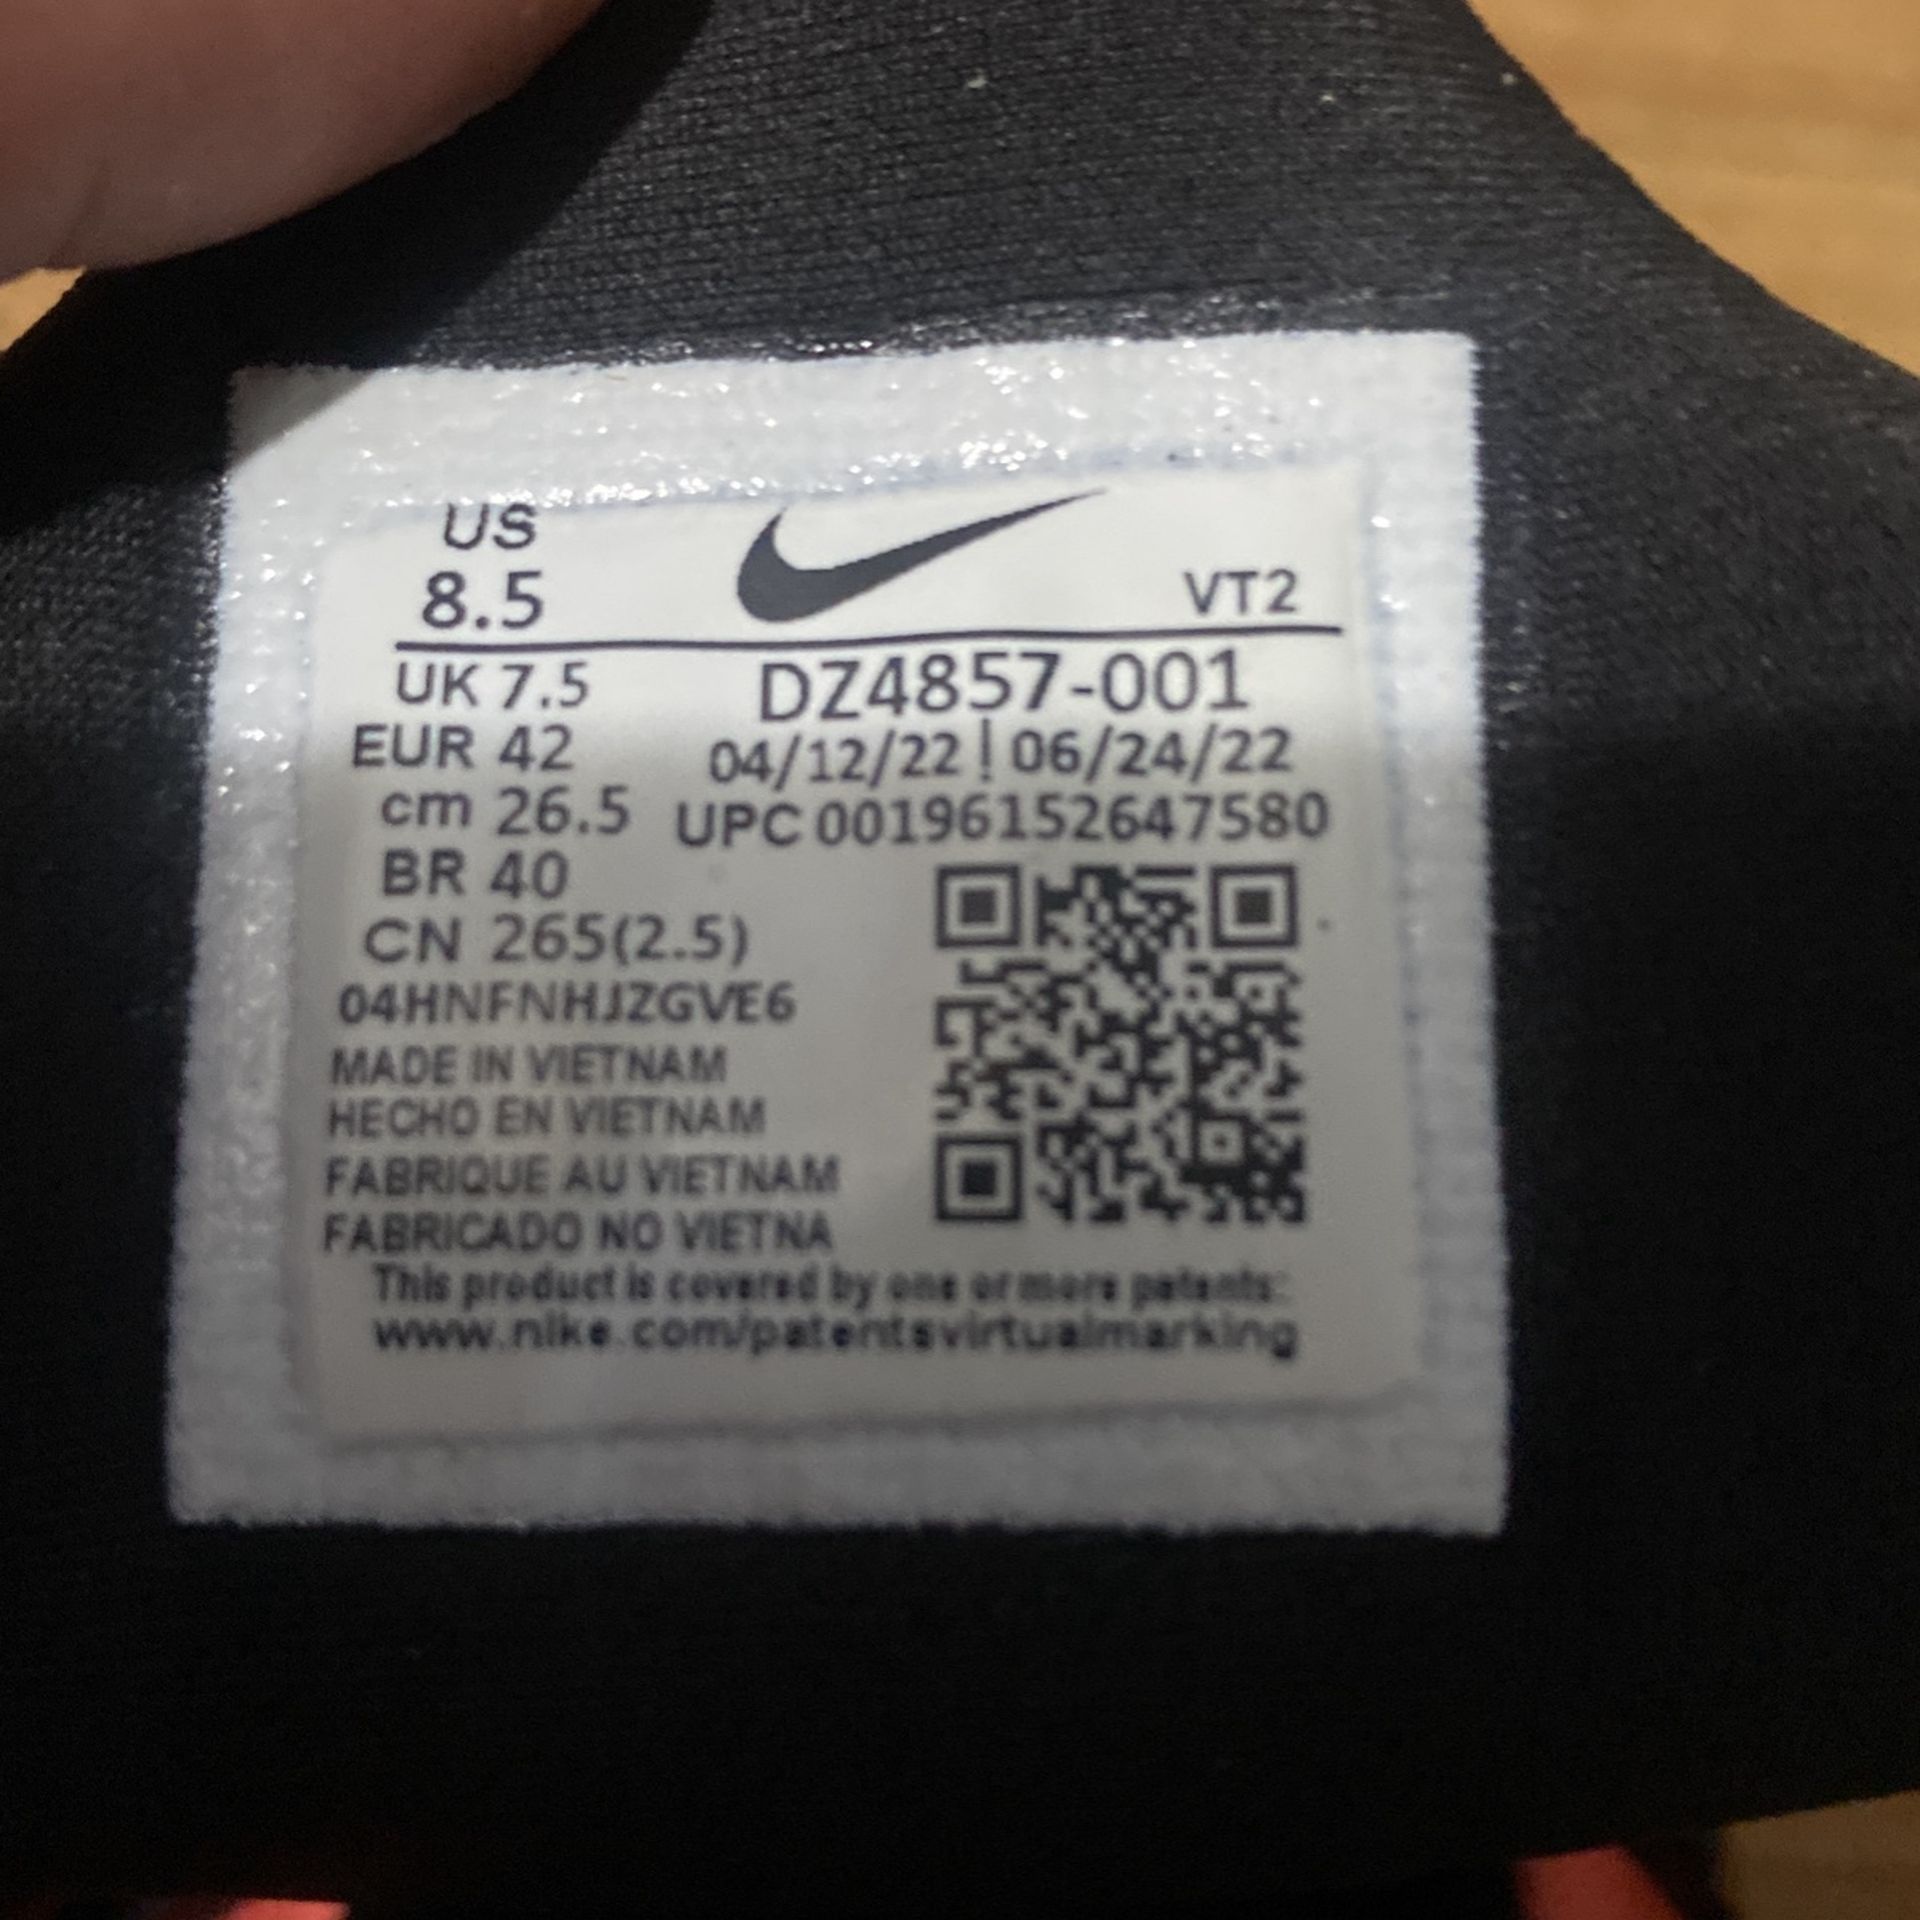 US
8.5
VT2
UK 7.5
DZ4857-001
EUR 42
04/12/22 | 06/24/22
cm 26.5
UPC 00196152647580
BR 40
CN 265(2.5)
04HNFNHJZGVE6
MADE IN VIETNAM
HECHO EN VIETNAM
FABRIQUE AU VIETNAM
FABRICADO NO VIETNA
This product is covered by one or more patents:
www.nike.com/patentsvirtualmarking